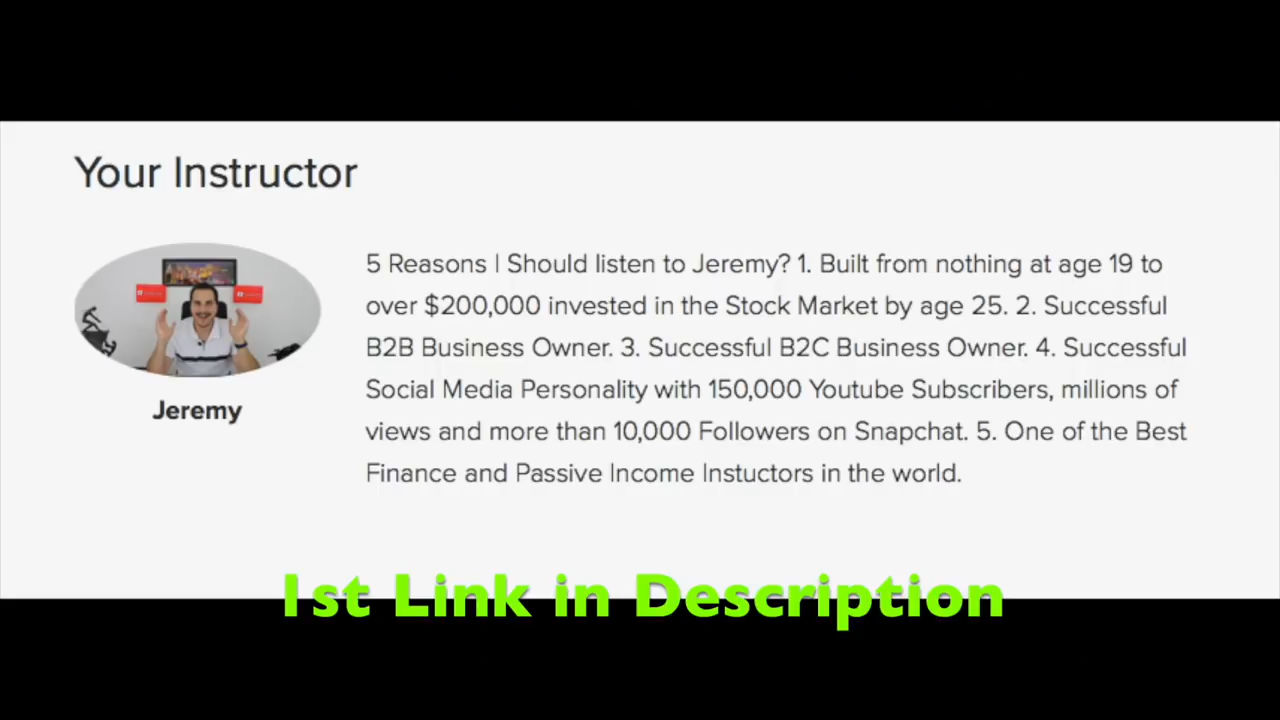 Your Instructor
5 Reasons I Should listen to Jeremy? 1. Built from nothing at age 19 to
over $200,000 invested in the Stock Market by age 25. 2. Successful
B2B Business Owner. 3. Successful B2C Business Owner. 4. Successful
Social Media Personality with 150,000 Youtube Subscribers, millions of
views and more than 10,000 Followers on Snapchat. 5. One of the Best
Finance and Passive Income Instuctors in the world.
Jeremy
1st Link in Description